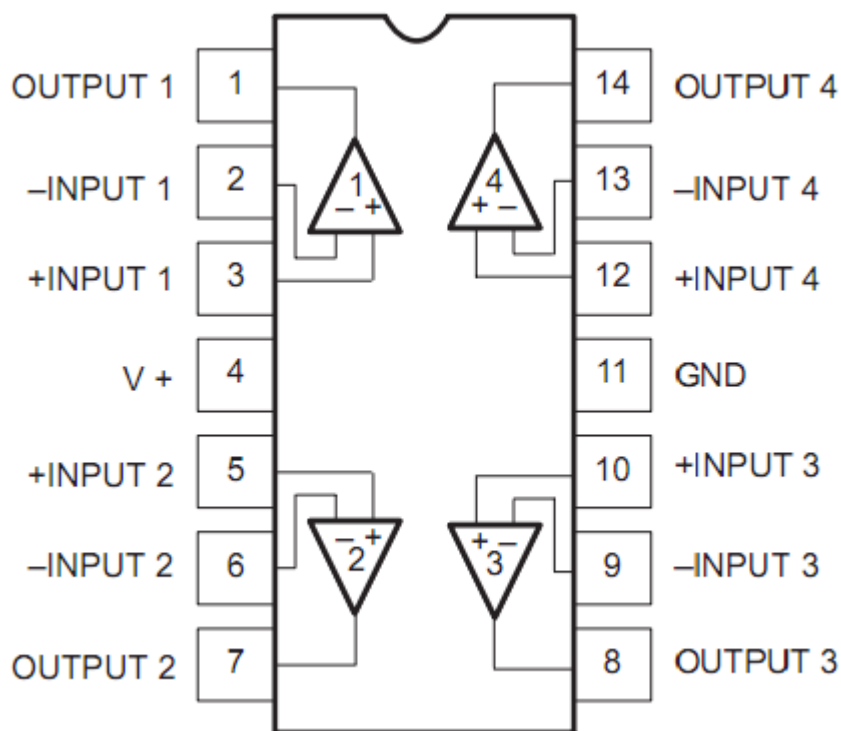 OUTPUT 1 1 14 OUTPUT 4
–INPUT 1 2 13 –INPUT 4
1 4
– + + –
+INPUT 1 3 12 +INPUT 4
V + 4 11 GND
+INPUT 2 5 10 +INPUT 3
– + + –
2 3
–INPUT 2 6 9 –INPUT 3
OUTPUT 2 7 8 OUTPUT 3